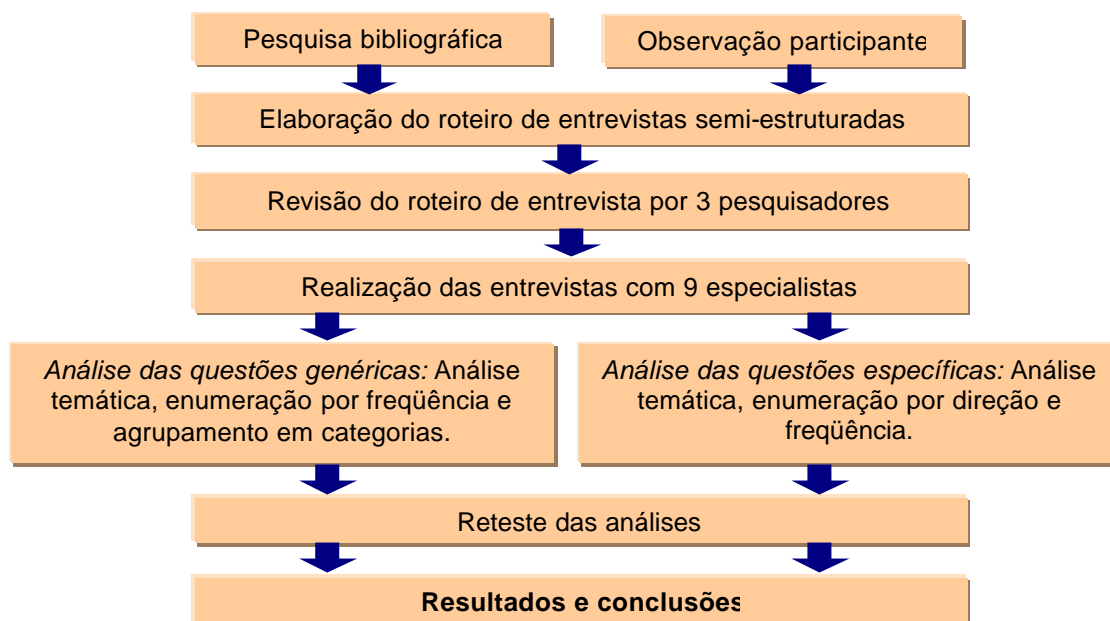 Pesquisa bibliográfica
Observação participante
Elaboração do roteiro de entrevistas semi-estruturadas
Revisão do roteiro de entrevista por 3 pesquisadores
Realização das entrevistas com 9 especialistas
Análise das questões genéricas: Análise
temática, enumeração por freqüência e
agrupamento em categorias.
Análise das questões específicas: Análise
temática, enumeração por direção e
freqüência.
Reteste das análises
Resultados e conclusões